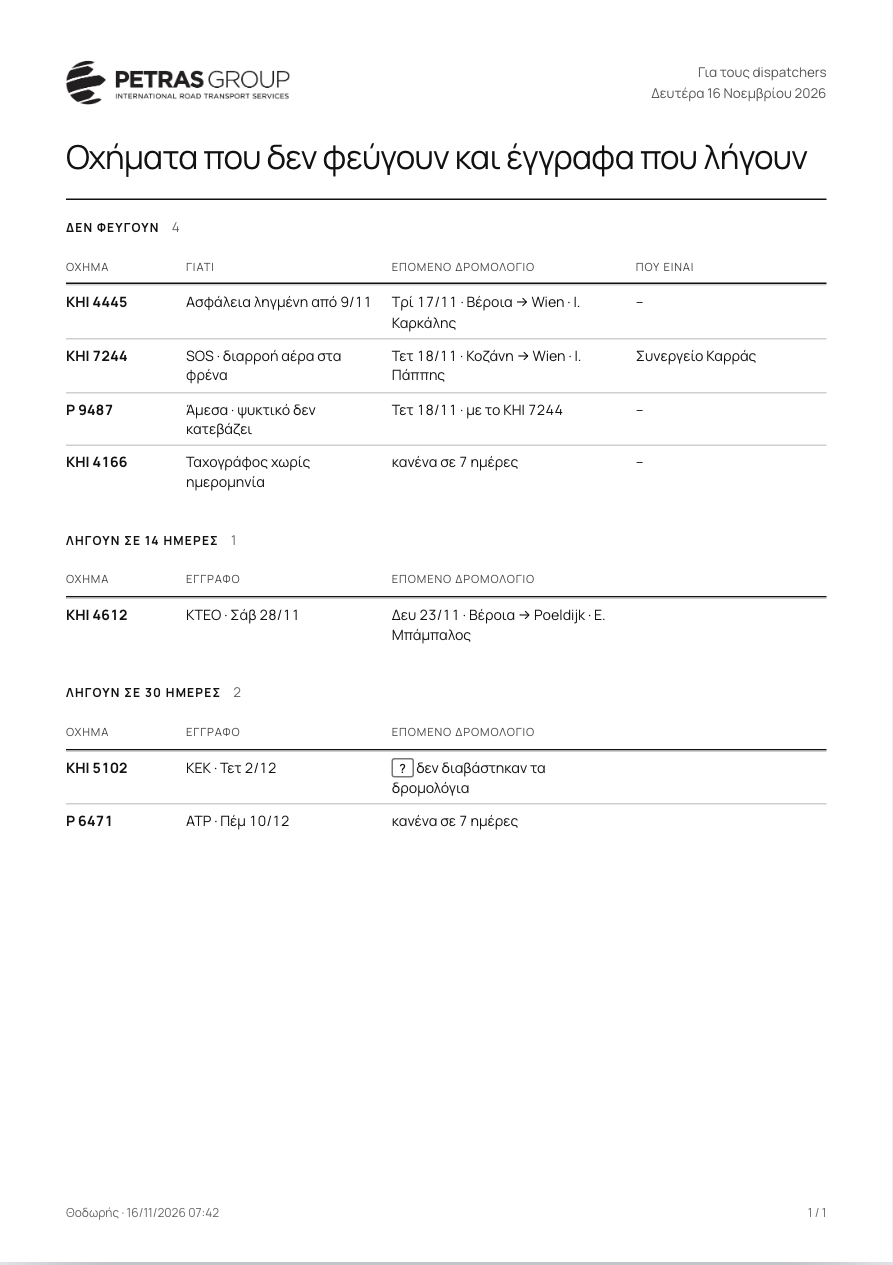 PETRAS GROUP
INTERNATIONAL ROAD TRANSPORT SERVICES
Για τους dispatchers
Δευτέρα 16 Νοεμβρίου 2026
Οχήματα που δεν φεύγουν και έγγραφα που λήγουν
ΔΕΝ ΦΕΥΓΟΥΝ 4
ΟΧΗΜΑ ΓΙΑΤΙ ΕΠΟΜΕΝΟ ΔΡΟΜΟΛΟΓΙΟ ΠΟΥ ΕΙΝΑΙ
ΚΗΙ 4445 Ασφάλεια ληγμένη από 9/11 Τρί 17/11 · Βέροια → Wien · Ι. –
Καρκάλης
ΚΗΙ 7244 SOS · διαρροή αέρα στα Τετ 18/11 · Κοζάνη → Wien · Ι. Συνεργείο Καρράς
φρένα Πάππης
Ρ 9487 Άμεσα · ψυκτικό δεν Τετ 18/11 · με το ΚΗΙ 7244 –
κατεβάζει
ΚΗΙ 4166 Ταχογράφος χωρίς κανένα σε 7 ημέρες –
ημερομηνία
ΛΗΓΟΥΝ ΣΕ 14 ΗΜΕΡΕΣ 1
ΟΧΗΜΑ ΕΓΓΡΑΦΟ ΕΠΟΜΕΝΟ ΔΡΟΜΟΛΟΓΙΟ
ΚΗΙ 4612 ΚΤΕΟ · Σάβ 28/11 Δευ 23/11 · Βέροια → Poeldijk · Ε.
Μπάμπαλος
ΛΗΓΟΥΝ ΣΕ 30 ΗΜΕΡΕΣ 2
ΟΧΗΜΑ ΕΓΓΡΑΦΟ ΕΠΟΜΕΝΟ ΔΡΟΜΟΛΟΓΙΟ
ΚΗΙ 5102 ΚΕΚ · Τετ 2/12 ? δεν διαβάστηκαν τα
δρομολόγια
Ρ 6471 ATP · Πέμ 10/12 κανένα σε 7 ημέρες
Θοδωρής · 16/11/2026 07:42 1 / 1